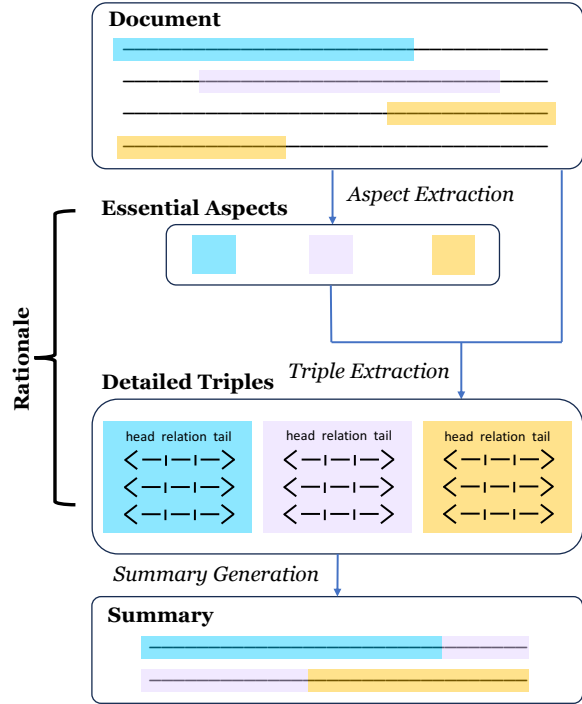 Document
Aspect Extraction
Essential Aspects
Rationale
Triple Extraction
Detailed Triples
head relation tail
head relation tail
head relation tail
Summary Generation
Summary